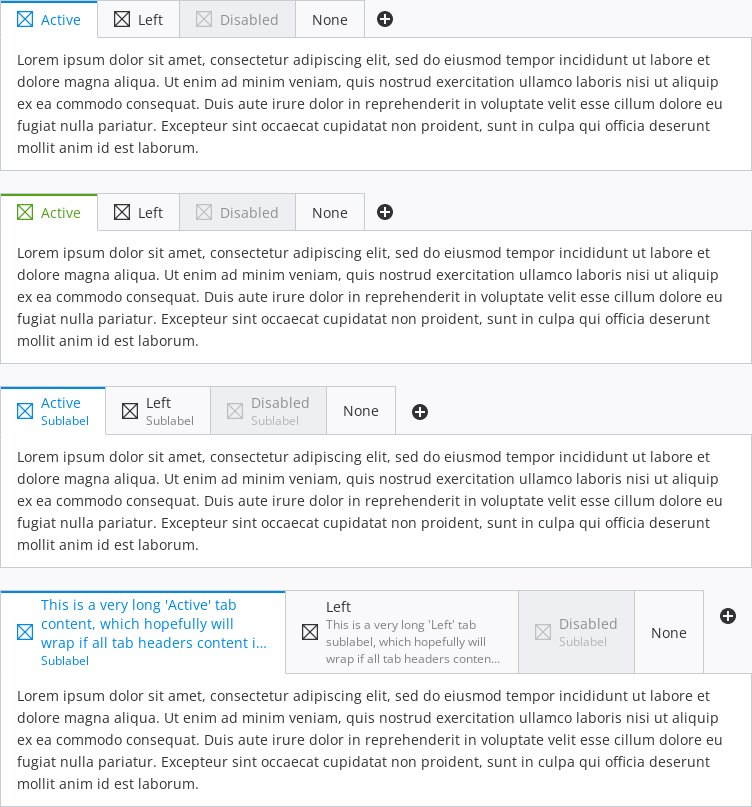 Active Left Disabled None
Lorem ipsum dolor sit amet, consectetur adipiscing elit, sed do eiusmod tempor incididunt ut labore et
dolore magna aliqua. Ut enim ad minim veniam, quis nostrud exercitation ullamco laboris nisi ut aliquip
ex ea commodo consequat. Duis aute irure dolor in reprehenderit in voluptate velit esse cillum dolore eu
fugiat nulla pariatur. Excepteur sint occaecat cupidatat non proident, sunt in culpa qui officia deserunt
mollit anim id est laborum.
Active Left Disabled None
Lorem ipsum dolor sit amet, consectetur adipiscing elit, sed do eiusmod tempor incididunt ut labore et
dolore magna aliqua. Ut enim ad minim veniam, quis nostrud exercitation ullamco laboris nisi ut aliquip
ex ea commodo consequat. Duis aute irure dolor in reprehenderit in voluptate velit esse cillum dolore eu
fugiat nulla pariatur. Excepteur sint occaecat cupidatat non proident, sunt in culpa qui officia deserunt
mollit anim id est laborum.
Active
Sublabel
Left
Sublabel
Disabled
Sublabel
None
Lorem ipsum dolor sit amet, consectetur adipiscing elit, sed do eiusmod tempor incididunt ut labore et
dolore magna aliqua. Ut enim ad minim veniam, quis nostrud exercitation ullamco laboris nisi ut aliquip
ex ea commodo consequat. Duis aute irure dolor in reprehenderit in voluptate velit esse cillum dolore eu
fugiat nulla pariatur. Excepteur sint occaecat cupidatat non proident, sunt in culpa qui officia deserunt
mollit anim id est laborum.
This is a very long 'Active' tab
content, which hopefully will
wrap if all tab headers content i…
Sublabel
Left
This is a very long 'Left' tab
sublabel, which hopefully will
wrap if all tab headers conten…
Disabled
Sublabel
None
Lorem ipsum dolor sit amet, consectetur adipiscing elit, sed do eiusmod tempor incididunt ut labore et
dolore magna aliqua. Ut enim ad minim veniam, quis nostrud exercitation ullamco laboris nisi ut aliquip
ex ea commodo consequat. Duis aute irure dolor in reprehenderit in voluptate velit esse cillum dolore eu
fugiat nulla pariatur. Excepteur sint occaecat cupidatat non proident, sunt in culpa qui officia deserunt
mollit anim id est laborum.